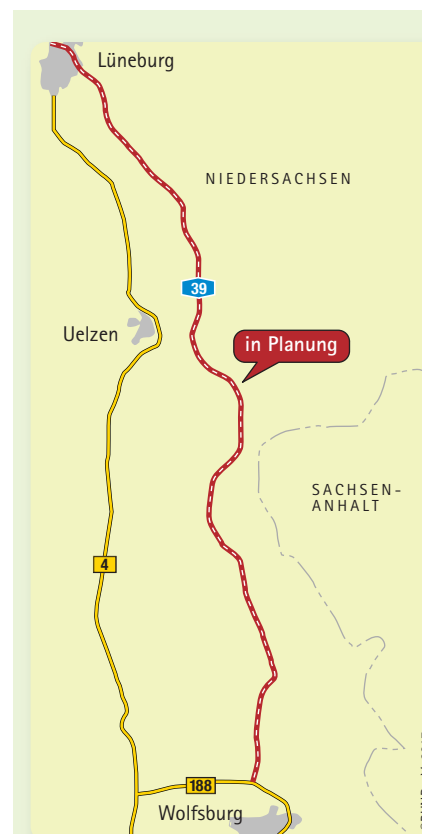 Lüneburg
NIEDERSACHSEN
39
Uelzen
in Planung
SACHSEN-
ANHALT
4
188
Wolfsburg